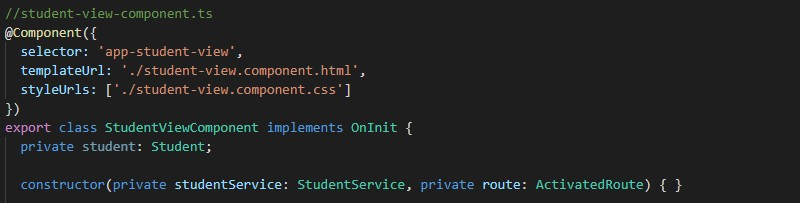 //student-view-component.ts
@Component({
  selector: 'app-student-view',
  templateUrl: './student-view.component.html',
  styleUrls: ['./student-view.component.css']
})
export class StudentViewComponent implements OnInit {
  private student: Student;

  constructor(private studentService: StudentService, private route: ActivatedRoute) { }